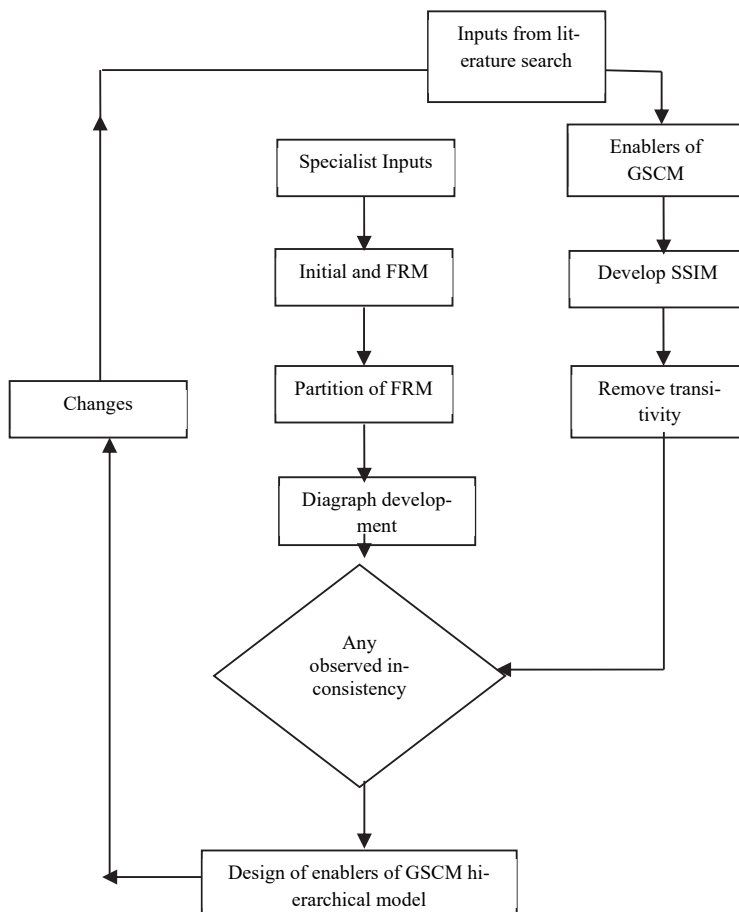 Inputs from lit-
erature search
Specialist Inputs
Enablers of
GSCM
Initial and FRM
Develop SSIM
Partition of FRM
Remove transi-
tivity
Changes
Diagraph develop-
ment
Any
observed in-
consistency
Design of enablers of GSCM hi-
erarchical model